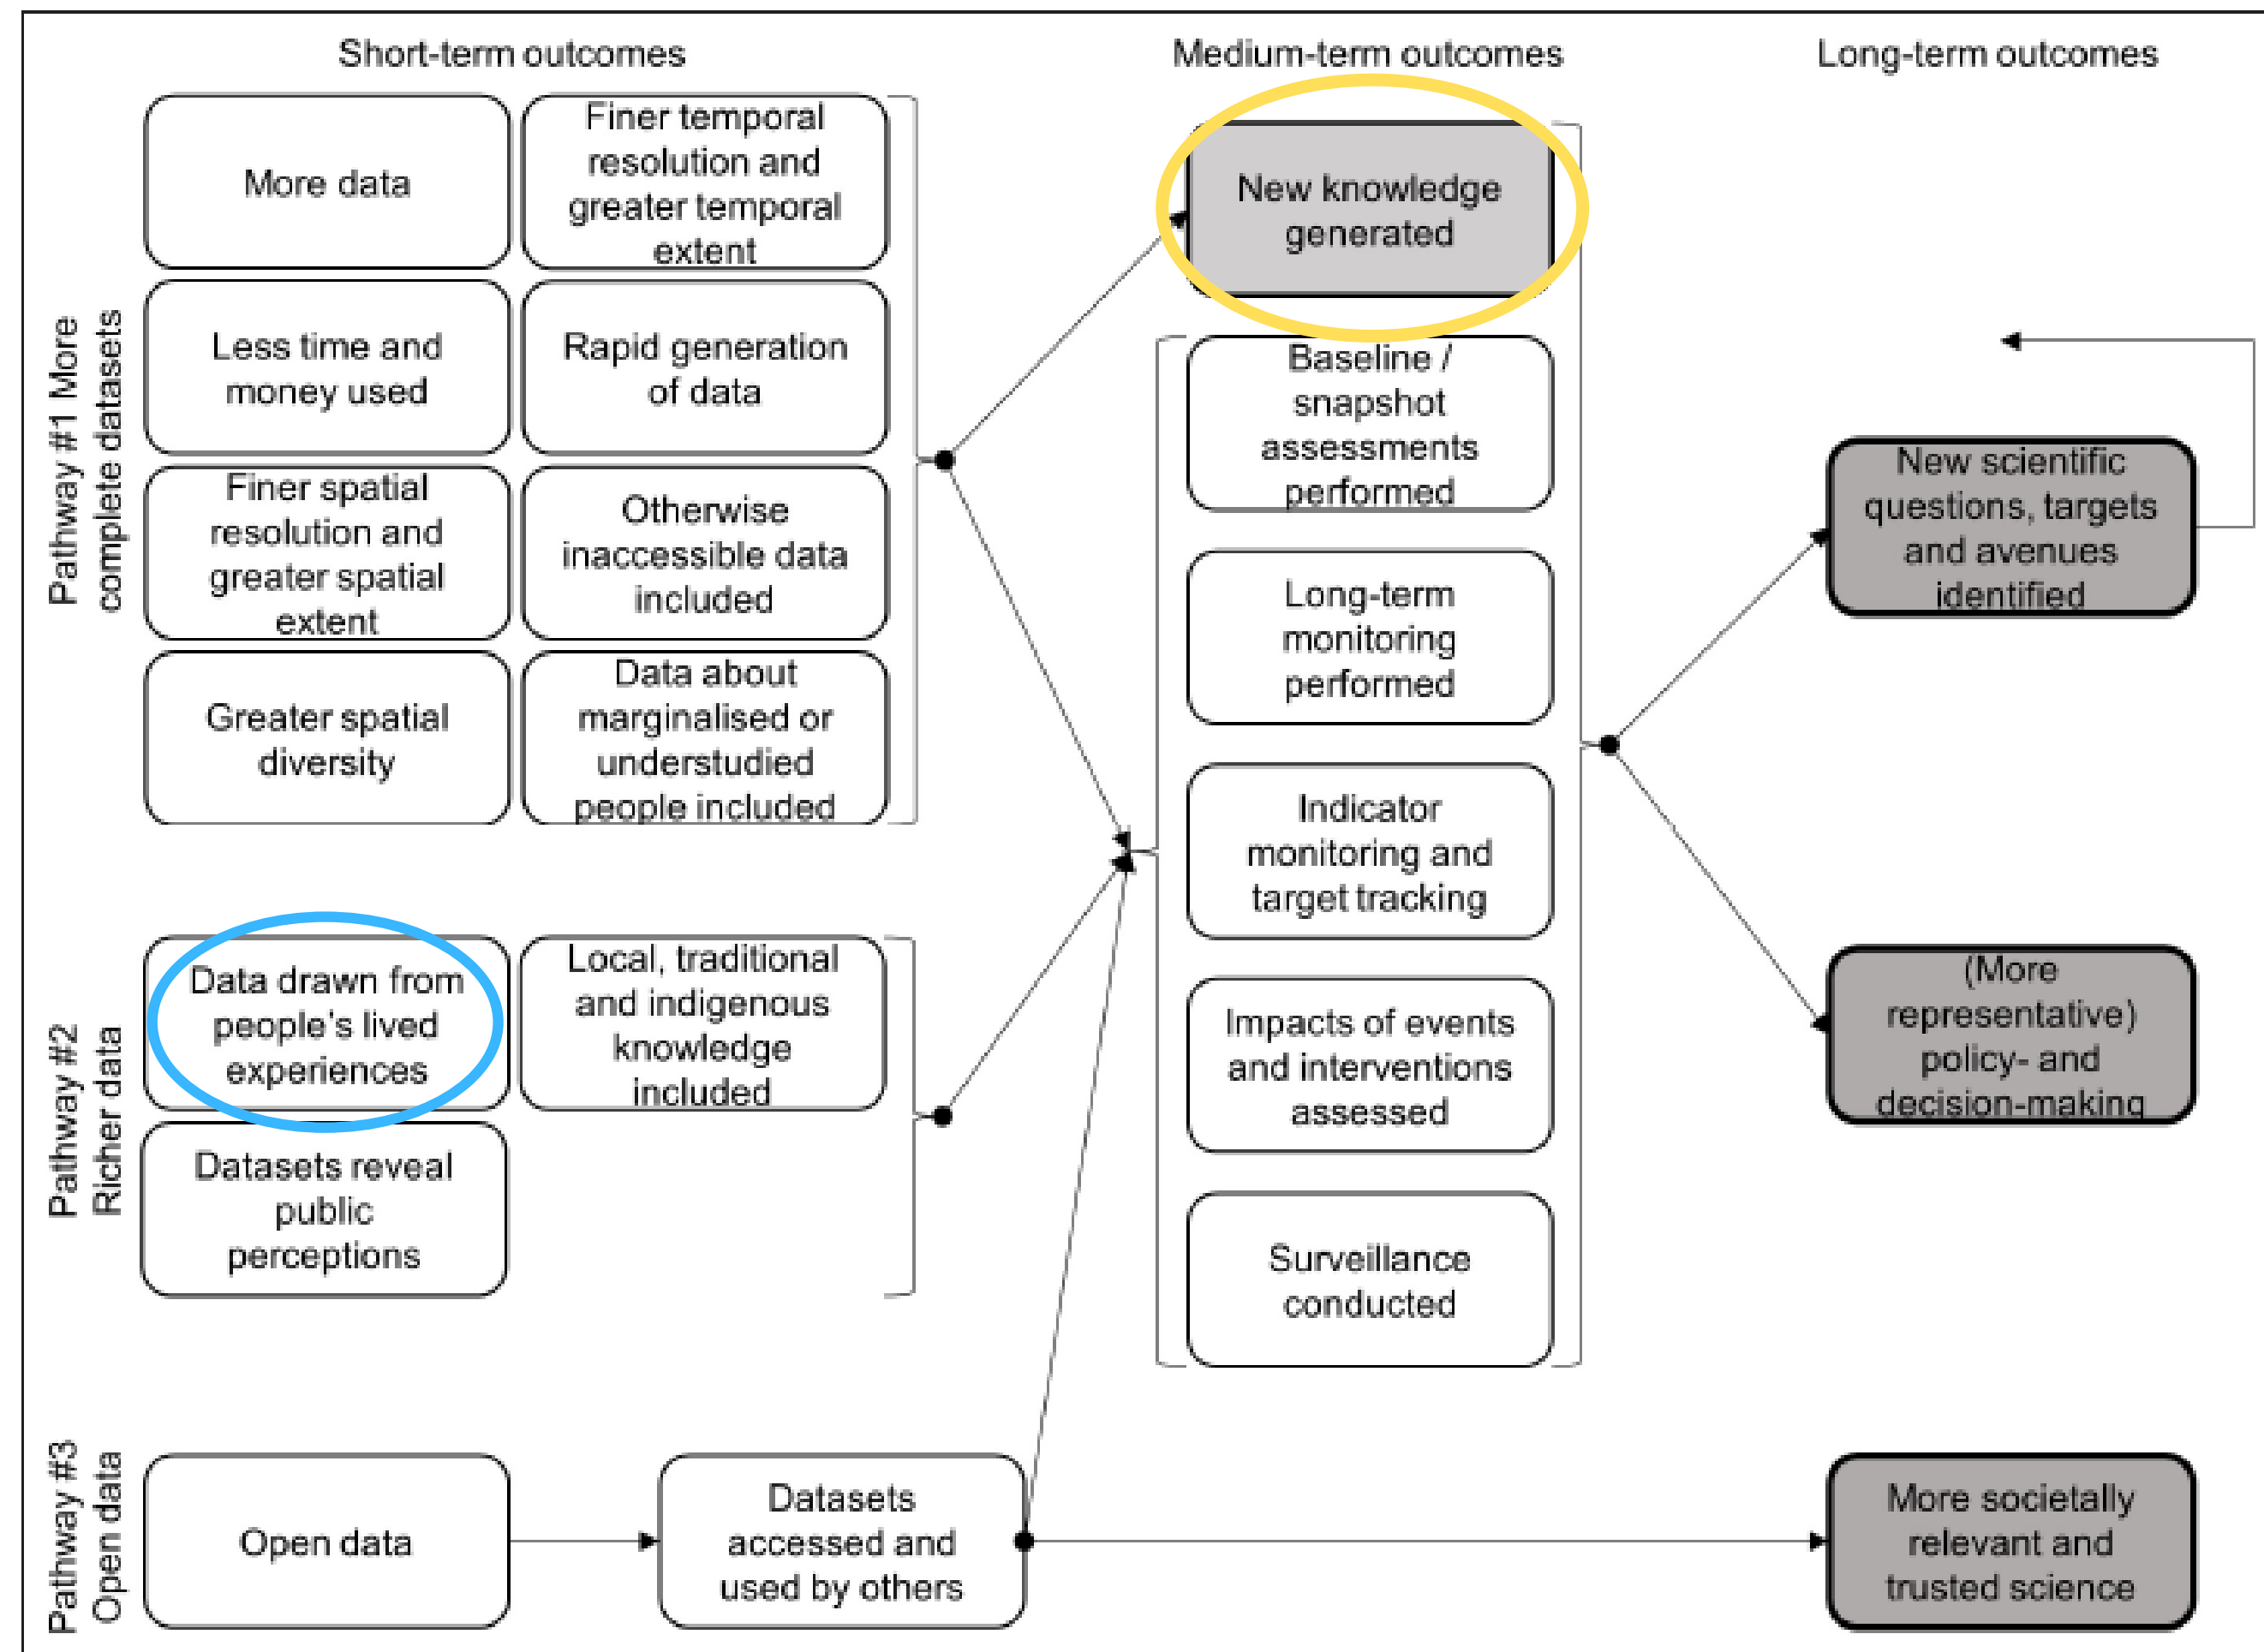 Short-term outcomes
Medium-term outcomes
Long-term outcomes
Pathway #1 More
complete datasets
More data
Finer temporal
resolution and
greater temporal
extent
Less time and
money used
Rapid generation
of data
Finer spatial
resolution and
greater spatial
extent
Otherwise
inaccessible data
included
Greater spatial
diversity
Data about
marginalised or
understudied
people included
Pathway #2
Richer data
Data drawn from
people's lived
experiences
Local, traditional
and indigenous
knowledge
included
Datasets reveal
public
perceptions
Pathway #3
Open data
Open data
Datasets
accessed and
used by others
New knowledge
generated
Baseline /
snapshot
assessments
performed
Long-term
monitoring
performed
Indicator
monitoring and
target tracking
Impacts of events
and interventions
assessed
Surveillance
conducted
New scientific
questions, targets
and avenues
identified
(More
representative)
policy- and
decision-making
More societally
relevant and
trusted science